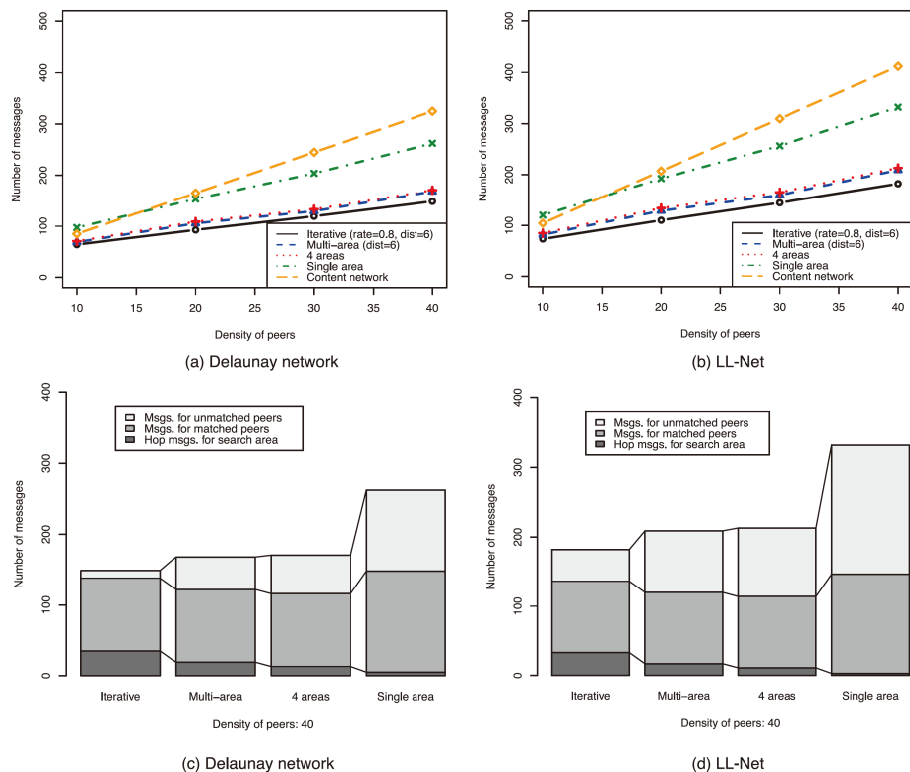 500
400
300
200
100
0
Number of messages
Iterative (rate=0.8, dist=6)
Multi-area (dist=6)
4 areas
Single area
Content network
10 15 20 25 30 35 40
Density of peers
(a) Delaunay network
500
400
300
200
100
0
Number of messages
Iterative (rate=0.8, dist=6)
Multi-area (dist=6)
4 areas
Single area
Content network
10 15 20 25 30 35 40
Density of peers
(b) LL-Net
400
300
200
100
0
Number of messages
Msgs. for unmatched peers
Msgs. for matched peers
Hop msgs. for search area
Iterative Multi-area 4 areas Single area
Density of peers: 40
(c) Delaunay network
400
300
200
100
0
Number of messages
Msgs. for unmatched peers
Msgs. for matched peers
Hop msgs. for search area
Iterative Multi-area 4 areas Single area
Density of peers: 40
(d) LL-Net